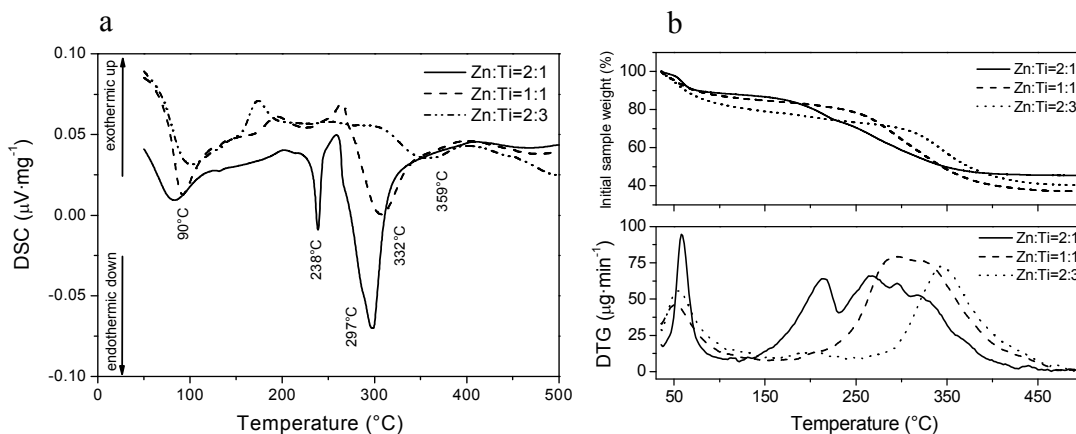 a
0.10
0.05
0.00
-0.05
-0.10
DSC (μV·mg⁻¹)
exothermic up
endothermic down
Zn:Ti=2:1
Zn:Ti=1:1
Zn:Ti=2:3
90°C
238°C
297°C
332°C
359°C
0 100 200 300 400 500
Temperature (°C)
b
Initial sample weight (%)
100
80
60
40
Zn:Ti=2:1
Zn:Ti=1:1
Zn:Ti=2:3
DTG (μg·min⁻¹)
100
75
50
25
0
Zn:Ti=2:1
Zn:Ti=1:1
Zn:Ti=2:3
50 150 250 350 450
Temperature (°C)